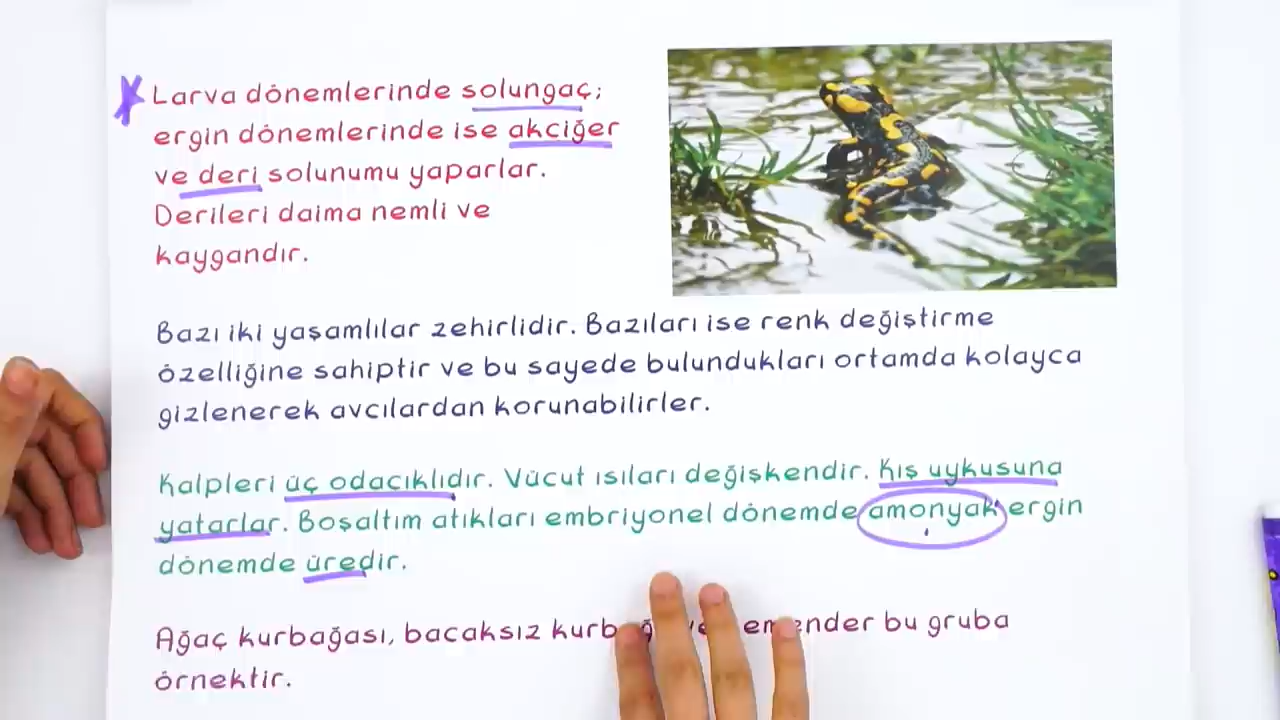 Larva dönemlerinde solungaç;
ergin dönemlerinde ise akciğer
ve deri solunumu yaparlar.
Derileri daima nemli ve
kaygandır.
Bazı iki yaşamlılar zehirlidir. Bazıları ise renk değiştirme
özelliğine sahiptir ve bu sayede bulundukları ortamda kolayca
gizlenerek avcılardan korunabilirler.
Kalpleri üç odacıklıdır. Vücut ısıları değişkendir. Kış uykusuna
yatarlar. Boşaltım atıkları embriyonel dönemde amonyak ergin
dönemde üredir.
Ağaç kurbağası, bacaksız bu gruba
örnektir.